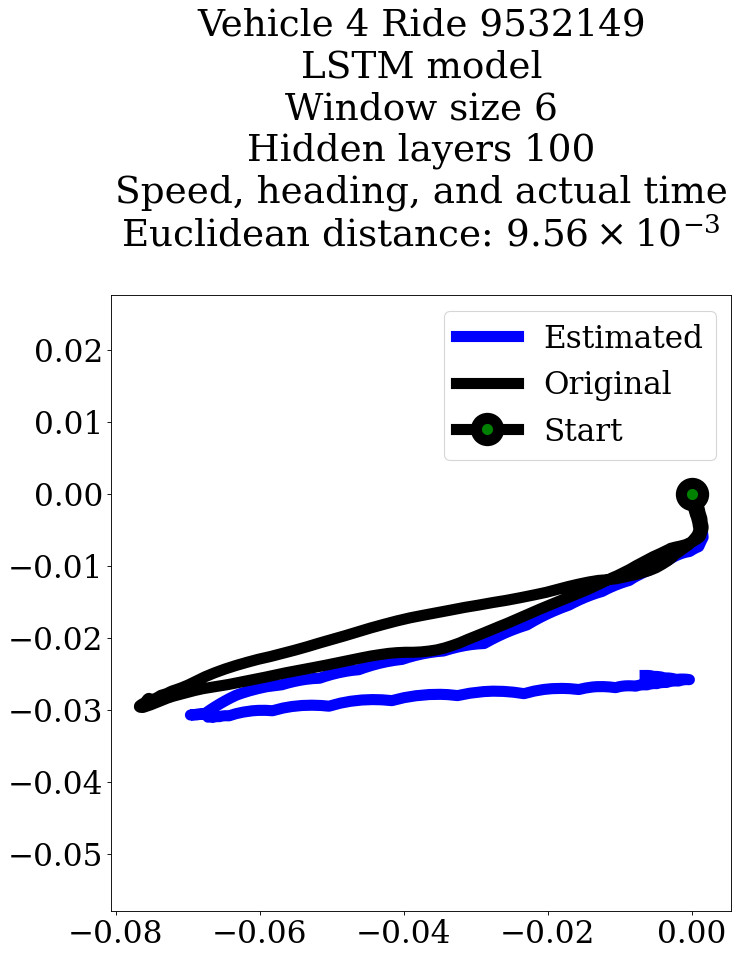 Vehicle 4 Ride 9532149
LSTM model
Window size 6
Hidden layers 100
Speed, heading, and actual time
Euclidean distance: 9.56 × 10⁻³
Estimated
Original
Start
0.02
0.01
0.00
−0.01
−0.02
−0.03
−0.04
−0.05
−0.08 −0.06 −0.04 −0.02 0.00